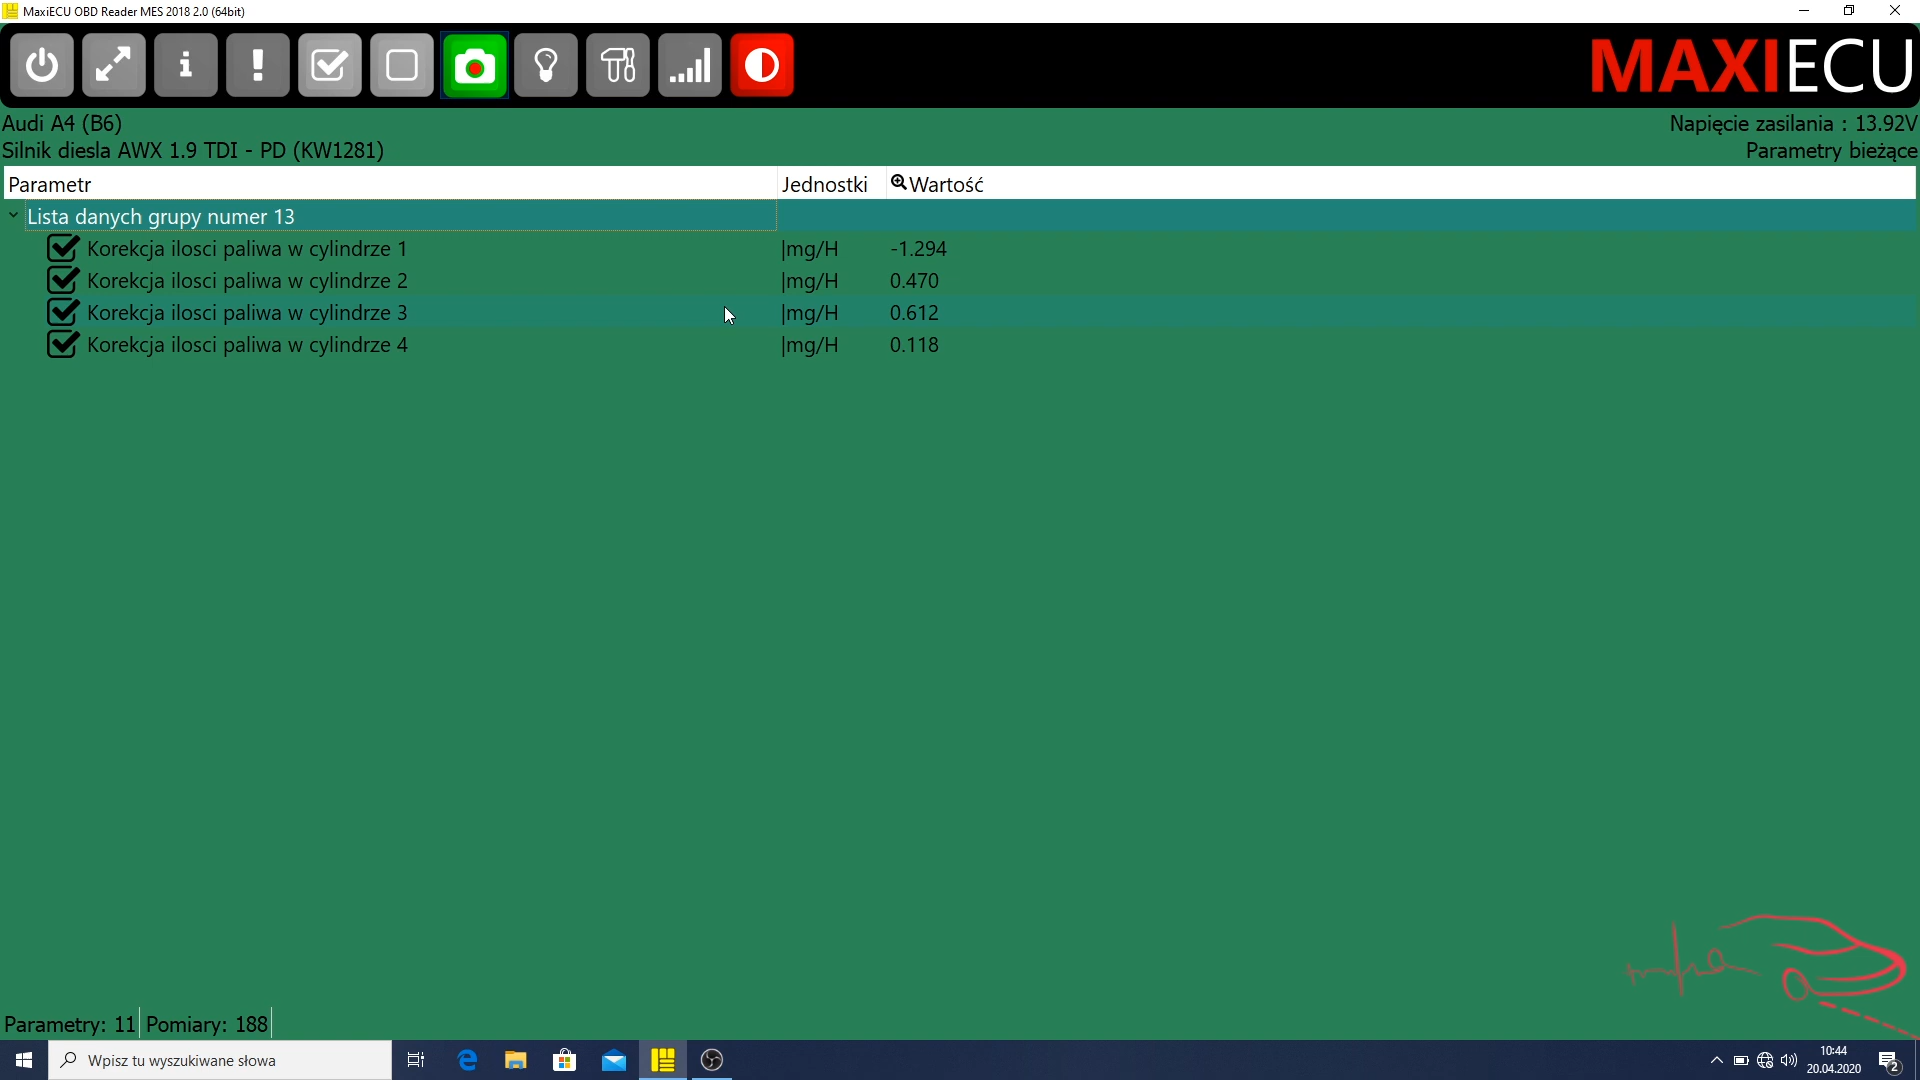 MaxiECU OBD Reader MES 2018 2.0 (64bit)
MAXIECU
Audi A4 (B6)
Napięcie zasilania : 13.92V
Silnik diesla AWX 1.9 TDI - PD (KW1281)
Parametry bieżące
Parametr Jednostki Wartość
Lista danych grupy numer 13
Korekcja ilosci paliwa w cylindrze 1 |mg/H -1.294
Korekcja ilosci paliwa w cylindrze 2 |mg/H 0.470
Korekcja ilosci paliwa w cylindrze 3 |mg/H 0.612
Korekcja ilosci paliwa w cylindrze 4 |mg/H 0.118
Parametry: 11 Pomiary: 188
Wpisz tu wyszukiwane słowa
10:44
20.04.2020
2